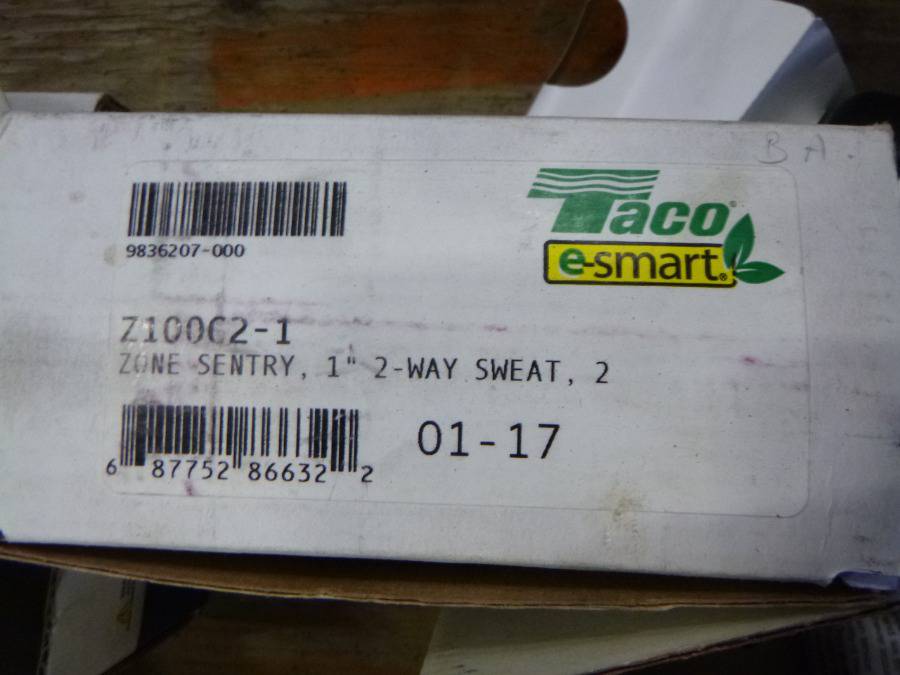 9836207-000
Taco
e-smart®
Z100C2-1
ZONE SENTRY, 1" 2-WAY SWEAT, 2
6 87752 86632 2
01-17
B A